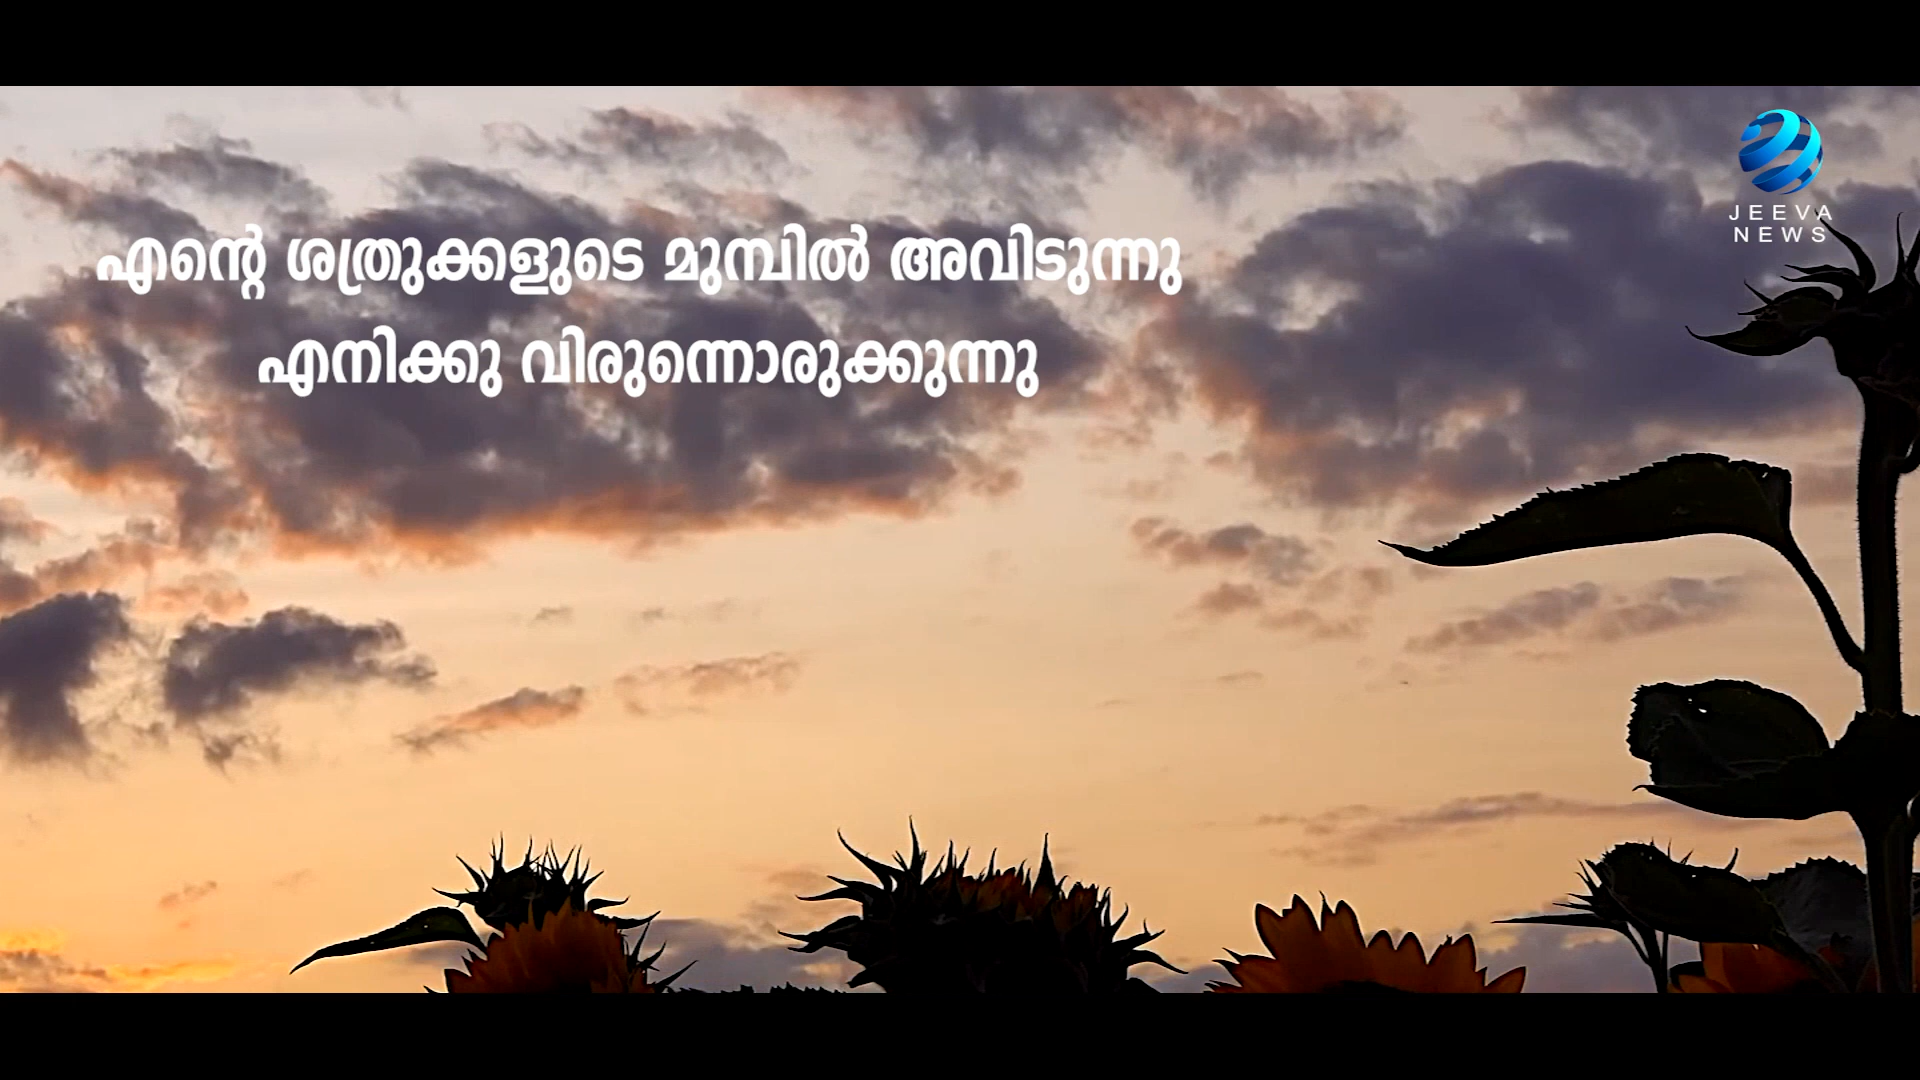 എന്റെ ശത്രുക്കളുടെ മുമ്പിൽ അവിടുന്നു
എനിക്കു വിരുന്നൊരുക്കുന്നു
JEEVA
NEWS